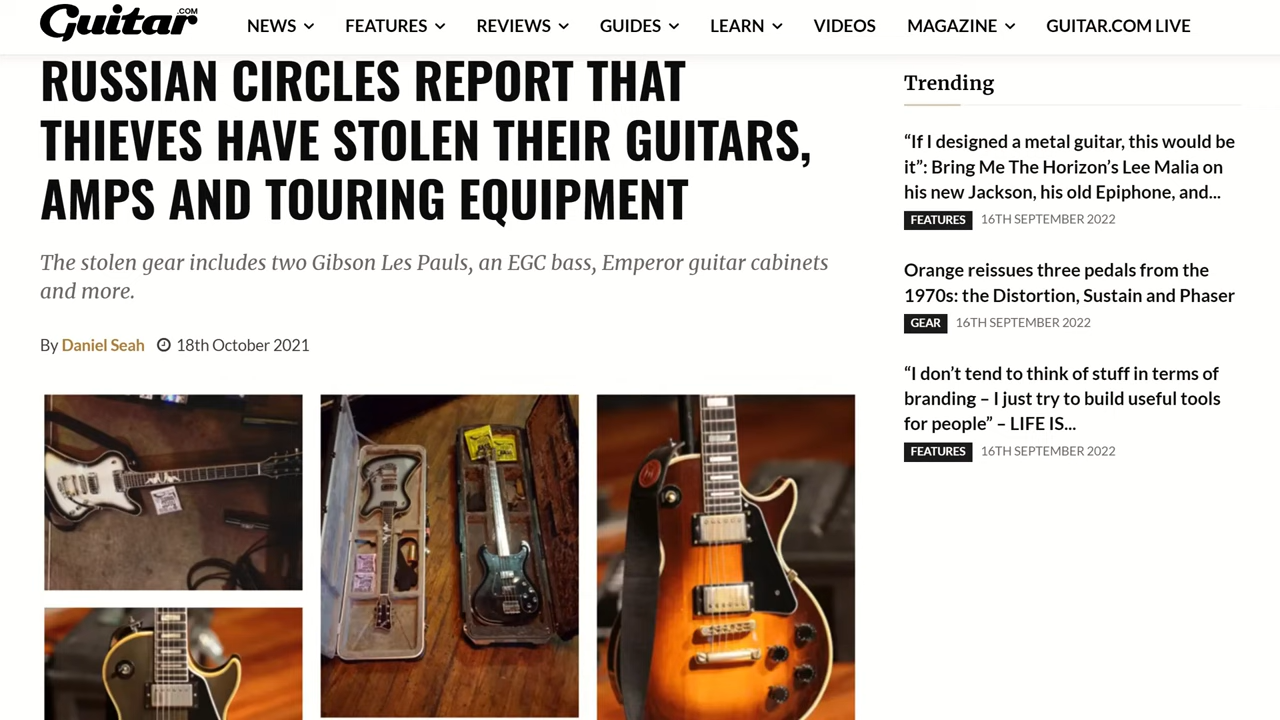 Guitar.COM
NEWS
FEATURES
REVIEWS
GUIDES
LEARN
VIDEOS
MAGAZINE
GUITAR.COM LIVE
RUSSIAN CIRCLES REPORT THAT
THIEVES HAVE STOLEN THEIR GUITARS,
AMPS AND TOURING EQUIPMENT
The stolen gear includes two Gibson Les Pauls, an EGC bass, Emperor guitar cabinets
and more.
By Daniel Seah 18th October 2021
Trending
“If I designed a metal guitar, this would be
it”: Bring Me The Horizon’s Lee Malia on
his new Jackson, his old Epiphone, and...
FEATURES 16TH SEPTEMBER 2022
Orange reissues three pedals from the
1970s: the Distortion, Sustain and Phaser
GEAR 16TH SEPTEMBER 2022
“I don’t tend to think of stuff in terms of
branding – I just try to build useful tools
for people” – LIFE IS...
FEATURES 16TH SEPTEMBER 2022